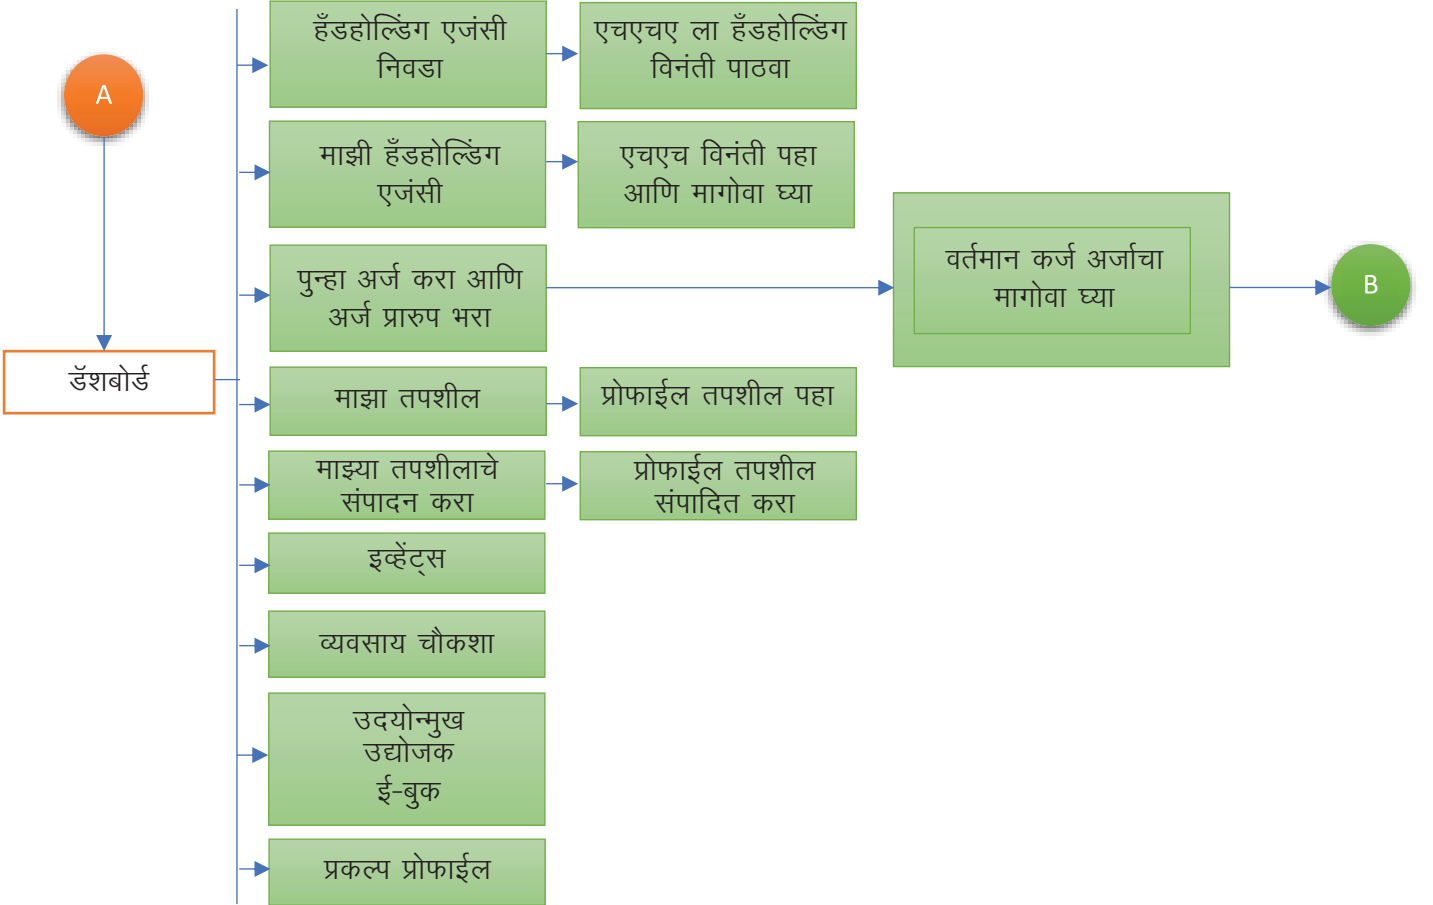 A
डॅशबोर्ड
हँडहोल्डिंग एजंसी
निवडा
एचएचए ला हँडहोल्डिंग
विनंती पाठवा
माझी हँडहोल्डिंग
एजंसी
एचएच विनंती पहा
आणि मागोवा घ्या
पुन्हा अर्ज करा आणि
अर्ज प्रारुप भरा
वर्तमान कर्ज अर्जाचा
मागोवा घ्या
B
माझा तपशील
प्रोफाईल तपशील पहा
माझ्या तपशीलाचे
संपादन करा
प्रोफाईल तपशील
संपादित करा
इव्हेंट्स
व्यवसाय चौकशा
उदयोन्मुख
उद्योजक
ई-बुक
प्रकल्प प्रोफाईल